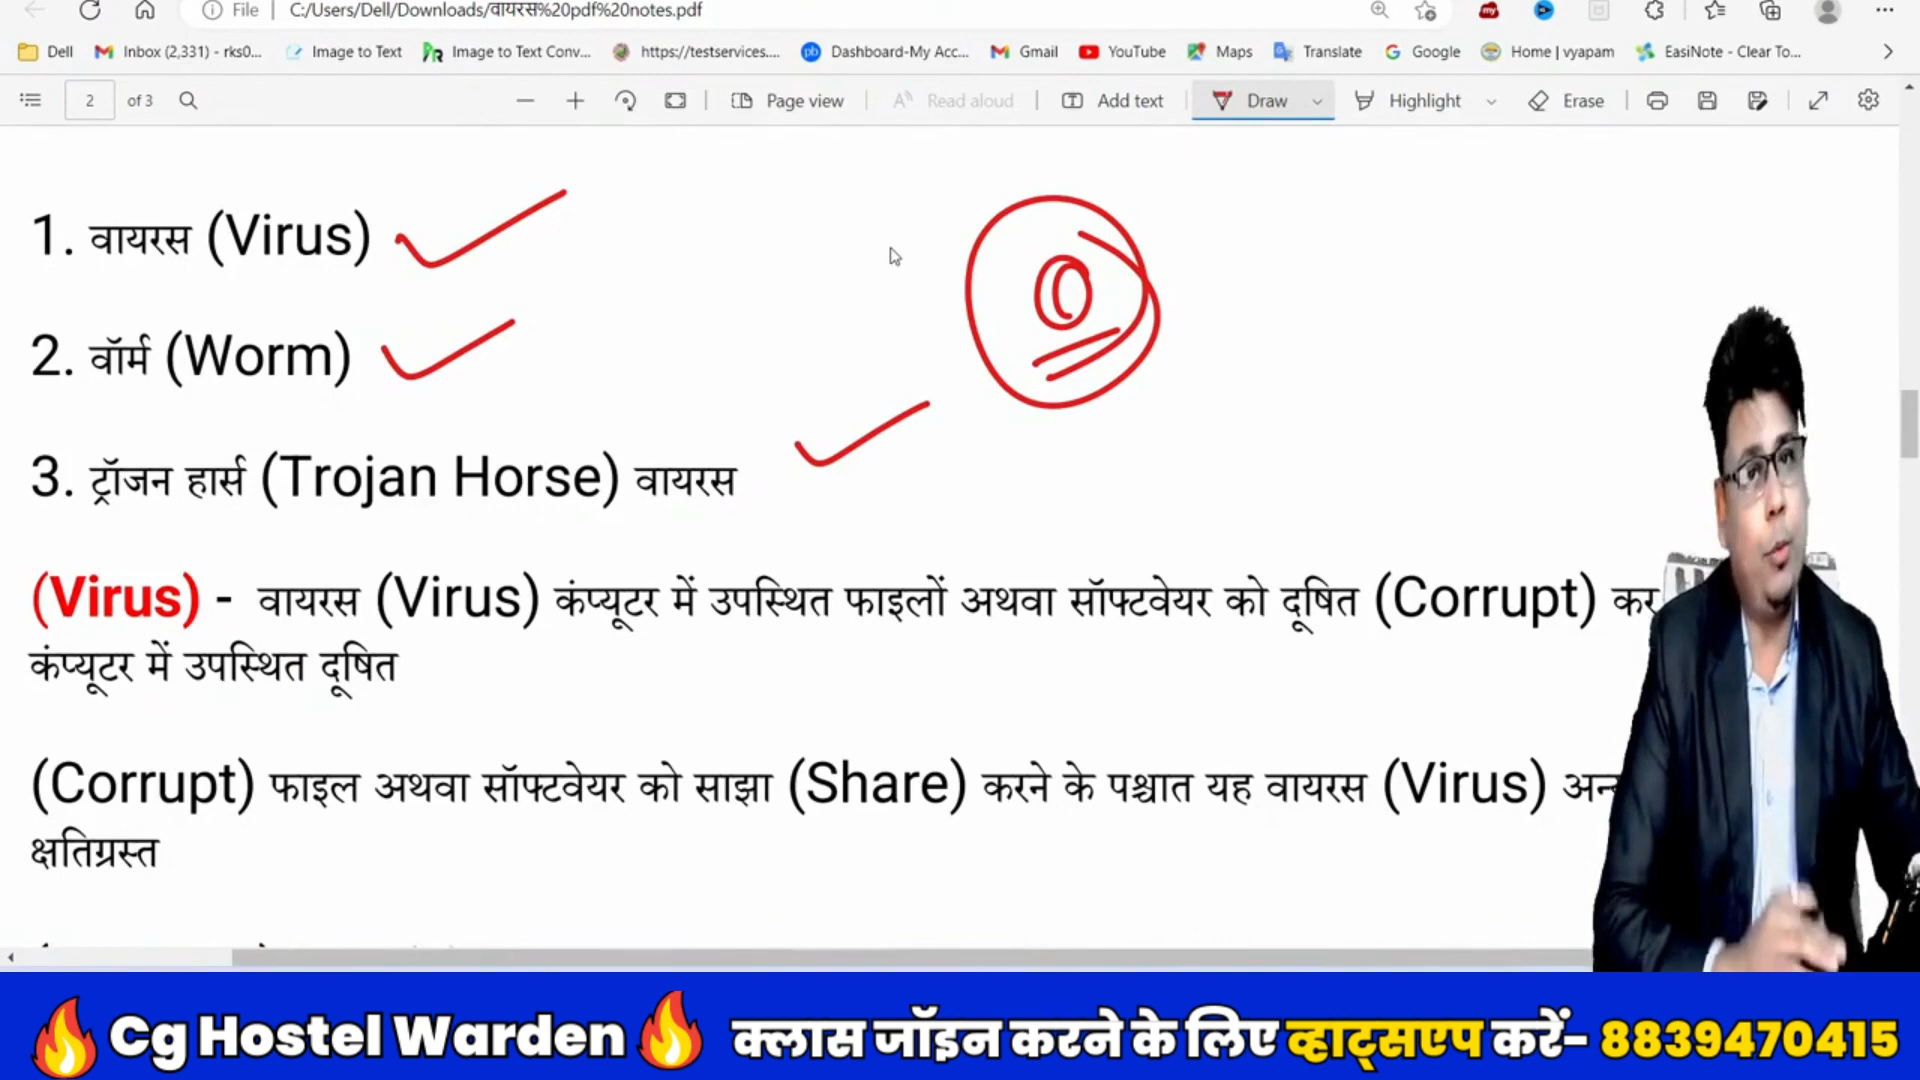 File C:/Users/Dell/Downloads/वायरस%20pdf%20notes.pdf
Dell Inbox (2,331) - rks0... Image to Text Image to Text Conv... https://testservices.... Dashboard-My Acc... Gmail YouTube Maps Translate Google Home | vyapam EasiNote - Clear To...
2 of 3 Page view Read aloud Add text Draw Highlight Erase
1. वायरस (Virus)
2. वॉर्म (Worm)
3. ट्रॉजन हार्स (Trojan Horse) वायरस
(Virus) - वायरस (Virus) कंप्यूटर में उपस्थित फाइलों अथवा सॉफ्टवेयर को दूषित (Corrupt) कर
कंप्यूटर में उपस्थित दूषित
(Corrupt) फाइल अथवा सॉफ्टवेयर को साझा (Share) करने के पश्चात यह वायरस (Virus)
क्षतिग्रस्त
Cg Hostel Warden क्लास जॉइन करने के लिए व्हाट्सएप करें- 8839470415